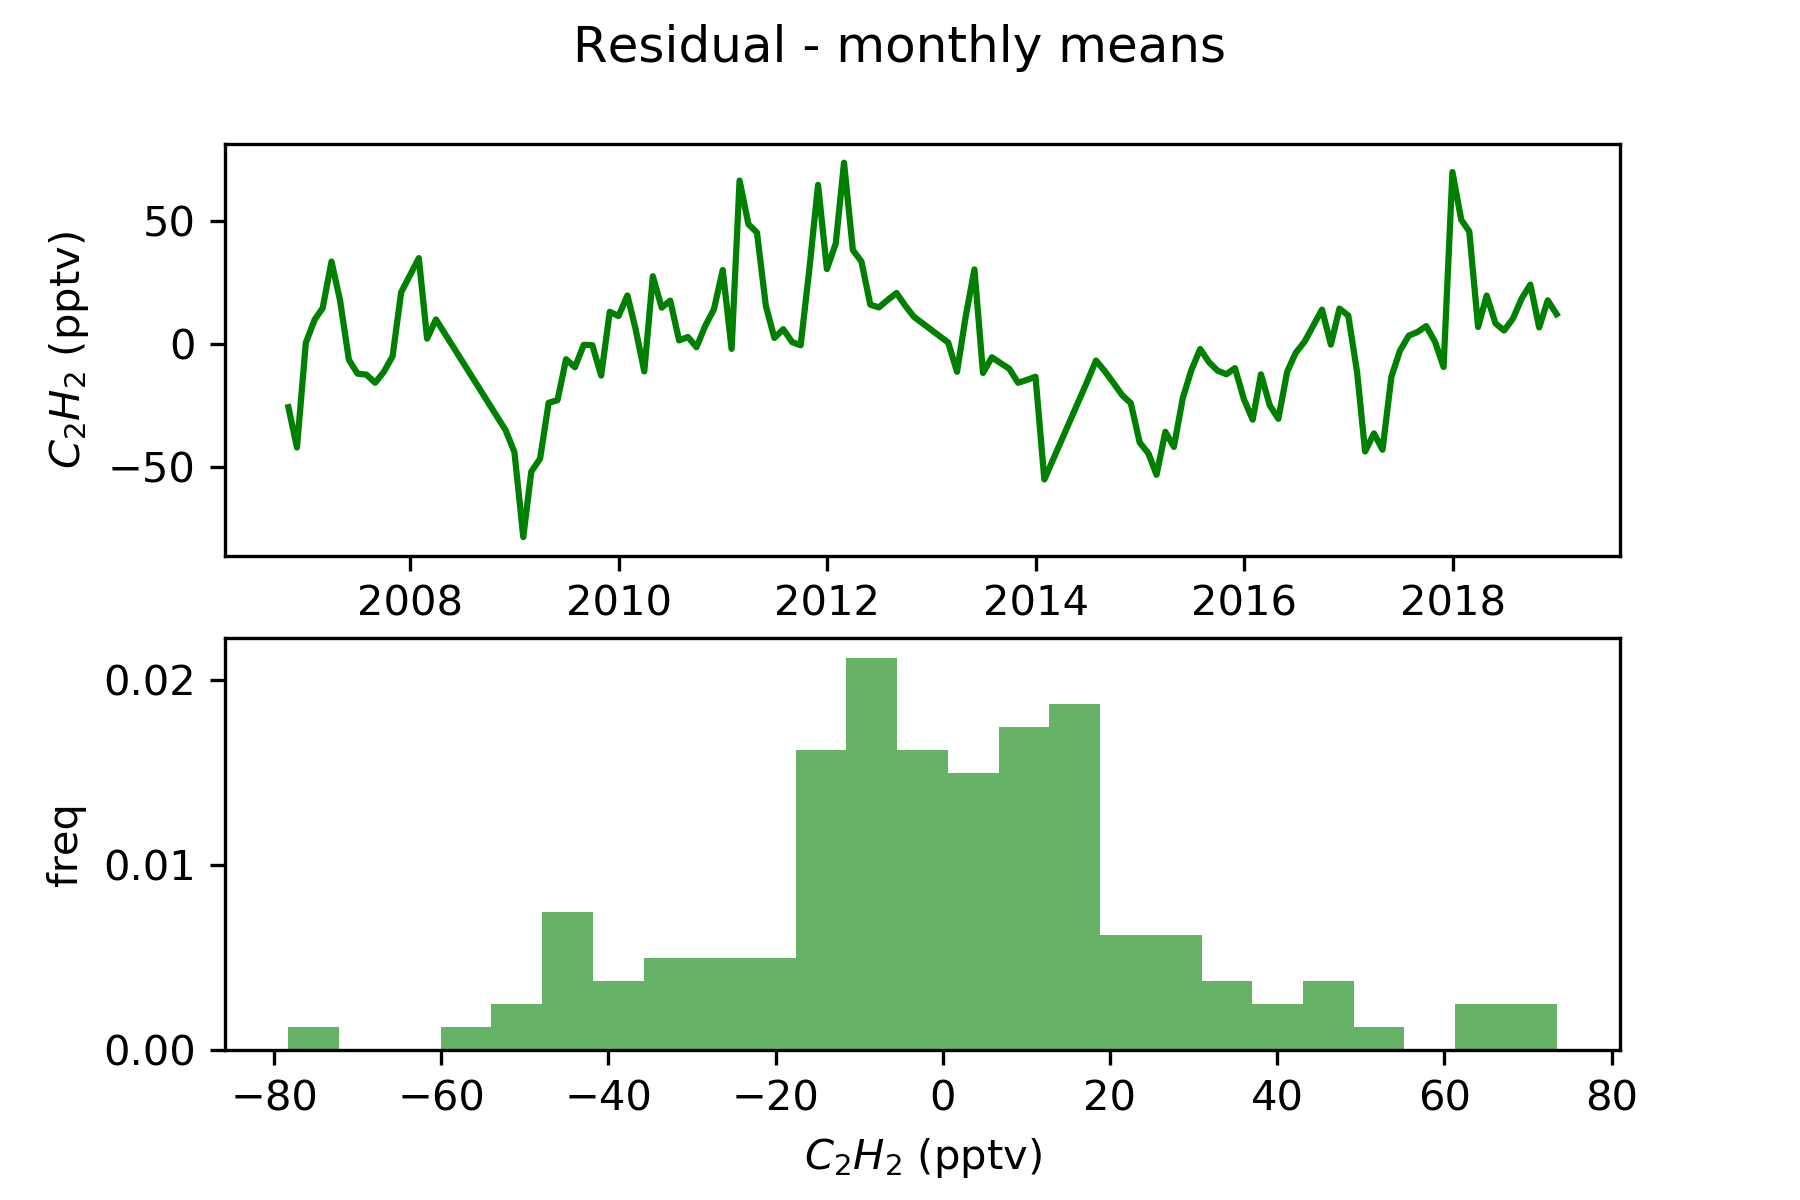 Residual - monthly means
C₂H₂ (pptv)
50
0
−50
2008 2010 2012 2014 2016 2018
freq
0.02
0.01
0.00
−80 −60 −40 −20 0 20 40 60 80
C₂H₂ (pptv)